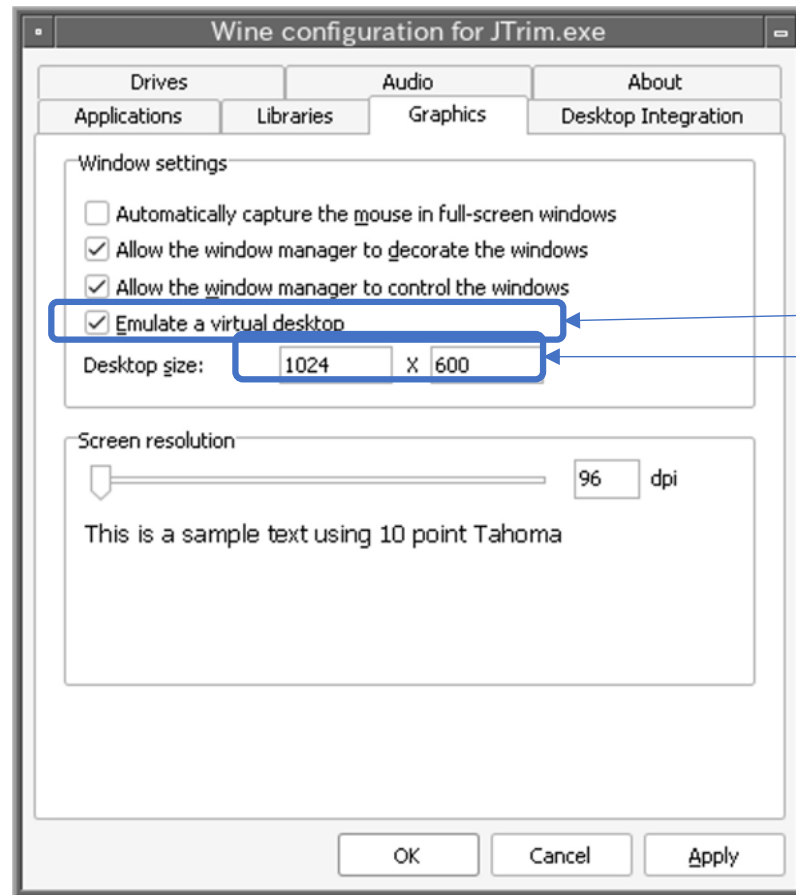 Wine configuration for JTrim.exe
Drives Audio About
Applications Libraries Graphics Desktop Integration
Window settings
Automatically capture the mouse in full-screen windows
Allow the window manager to decorate the windows
Allow the window manager to control the windows
Emulate a virtual desktop
Desktop size: 1024 X 600
Screen resolution
96 dpi
This is a sample text using 10 point Tahoma
OK Cancel Apply